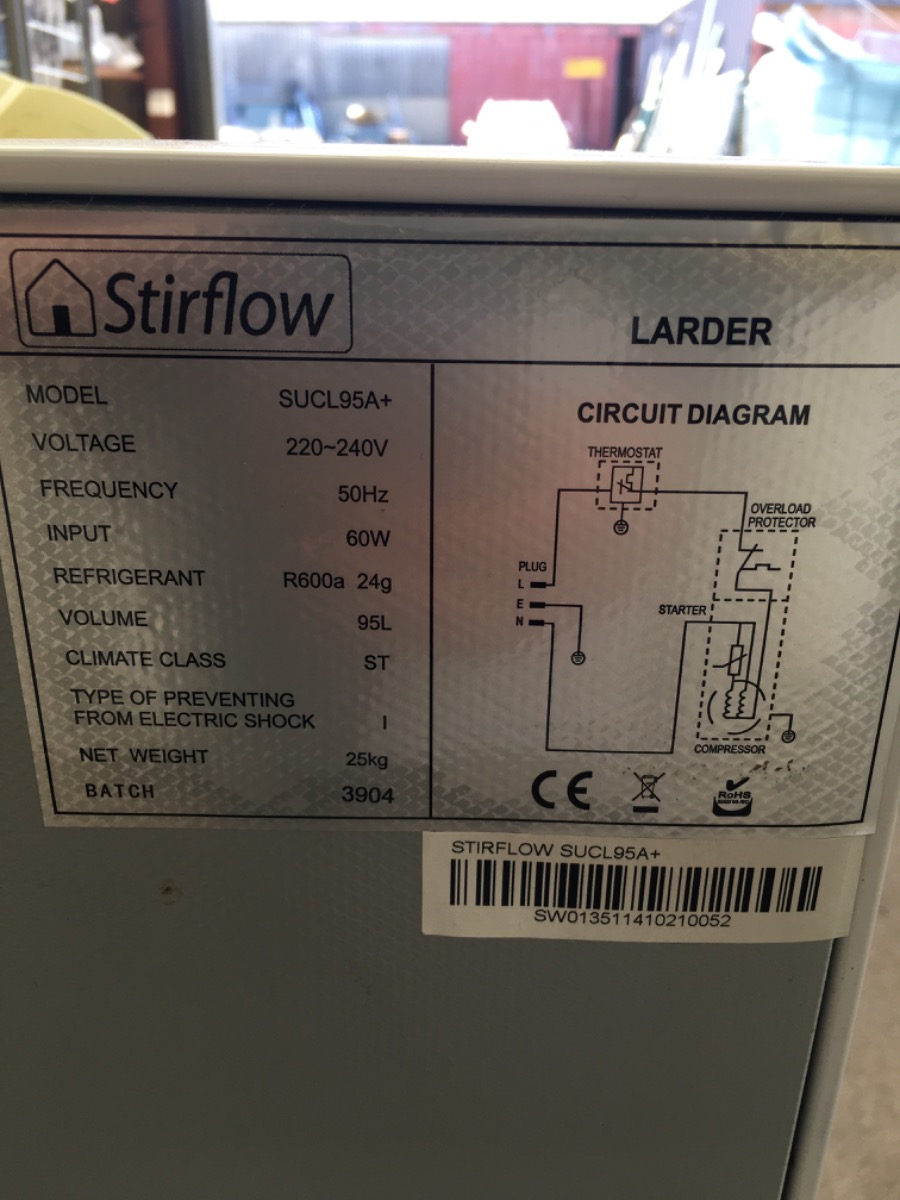 Stirflow
LARDER
MODEL SUCL95A+
VOLTAGE 220~240V
FREQUENCY 50Hz
INPUT 60W
REFRIGERANT R600a 24g
VOLUME 95L
CLIMATE CLASS ST
TYPE OF PREVENTING
FROM ELECTRIC SHOCK I
NET WEIGHT 25kg
BATCH 3904
CIRCUIT DIAGRAM
THERMOSTAT
OVERLOAD
PROTECTOR
PLUG
L
E
N
STARTER
COMPRESSOR
CE
RoHS
STIRFLOW SUCL95A+
SW013511410210052